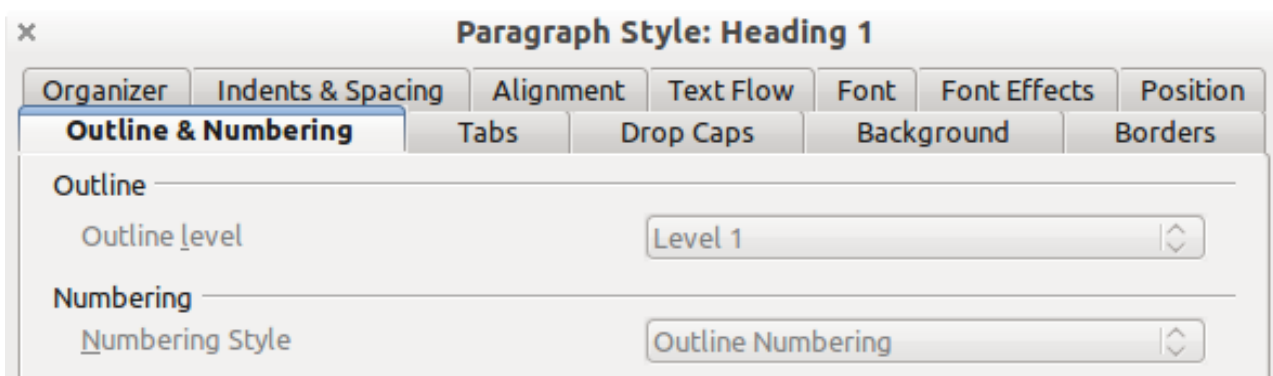 Paragraph Style: Heading 1
Organizer Indents & Spacing Alignment Text Flow Font Font Effects Position
Outline & Numbering Tabs Drop Caps Background Borders
Outline
Outline level Level 1
Numbering
Numbering Style Outline Numbering